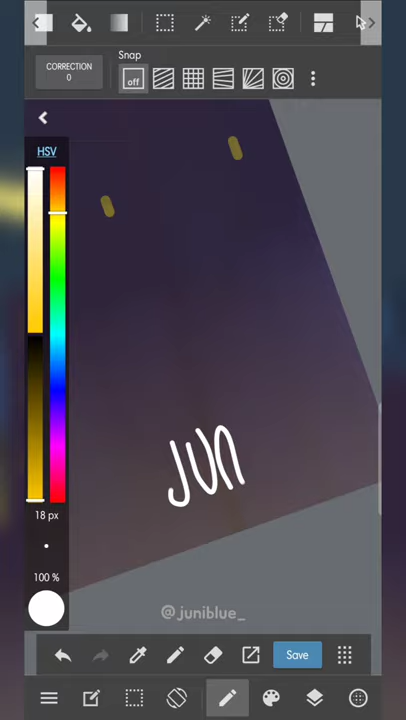 CORRECTION
0
Snap
off
HSV
18 px
100 %
JUN
@juniblue_
Save